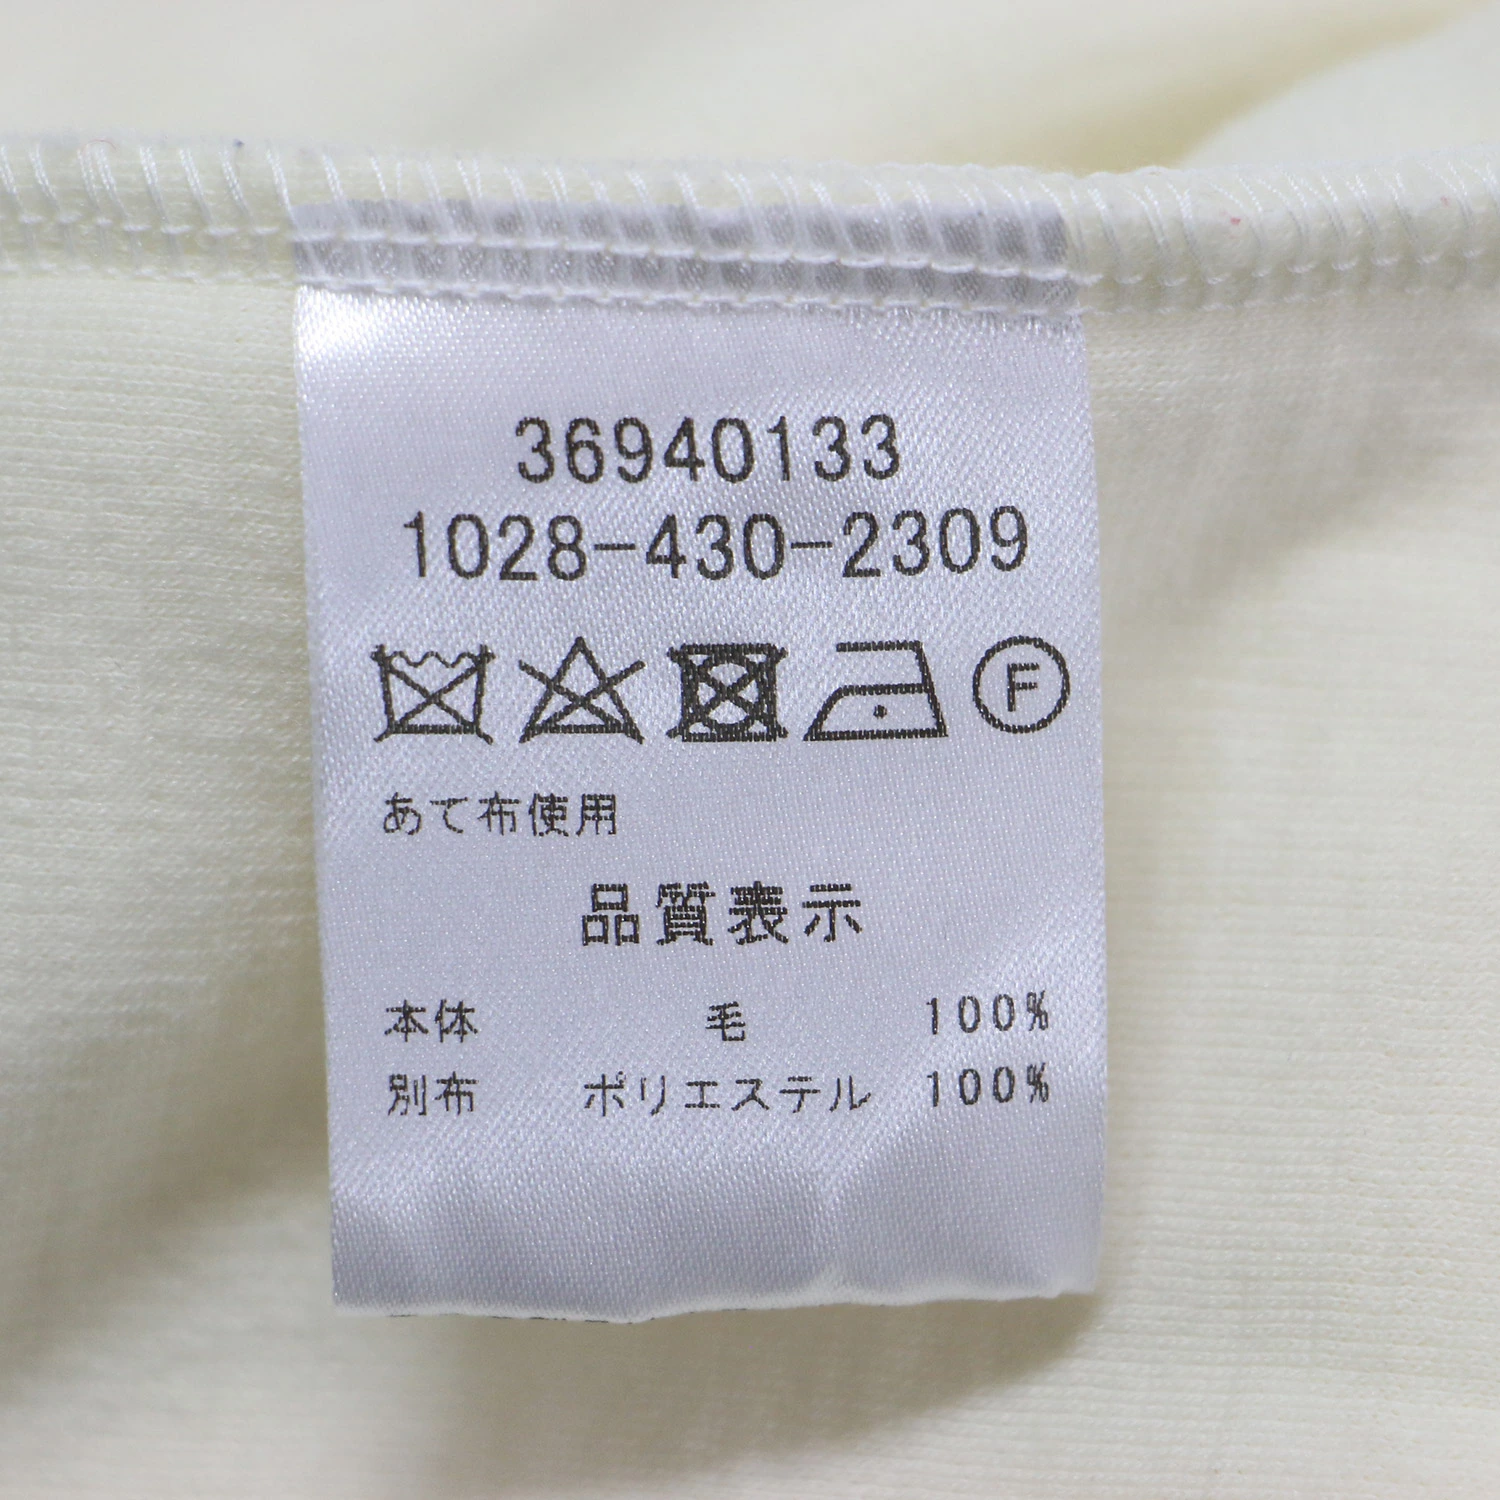 36940133
1028-430-2309
F
あて布使用
品質表示
本体 毛 100%
別布 ポリエステル 100%